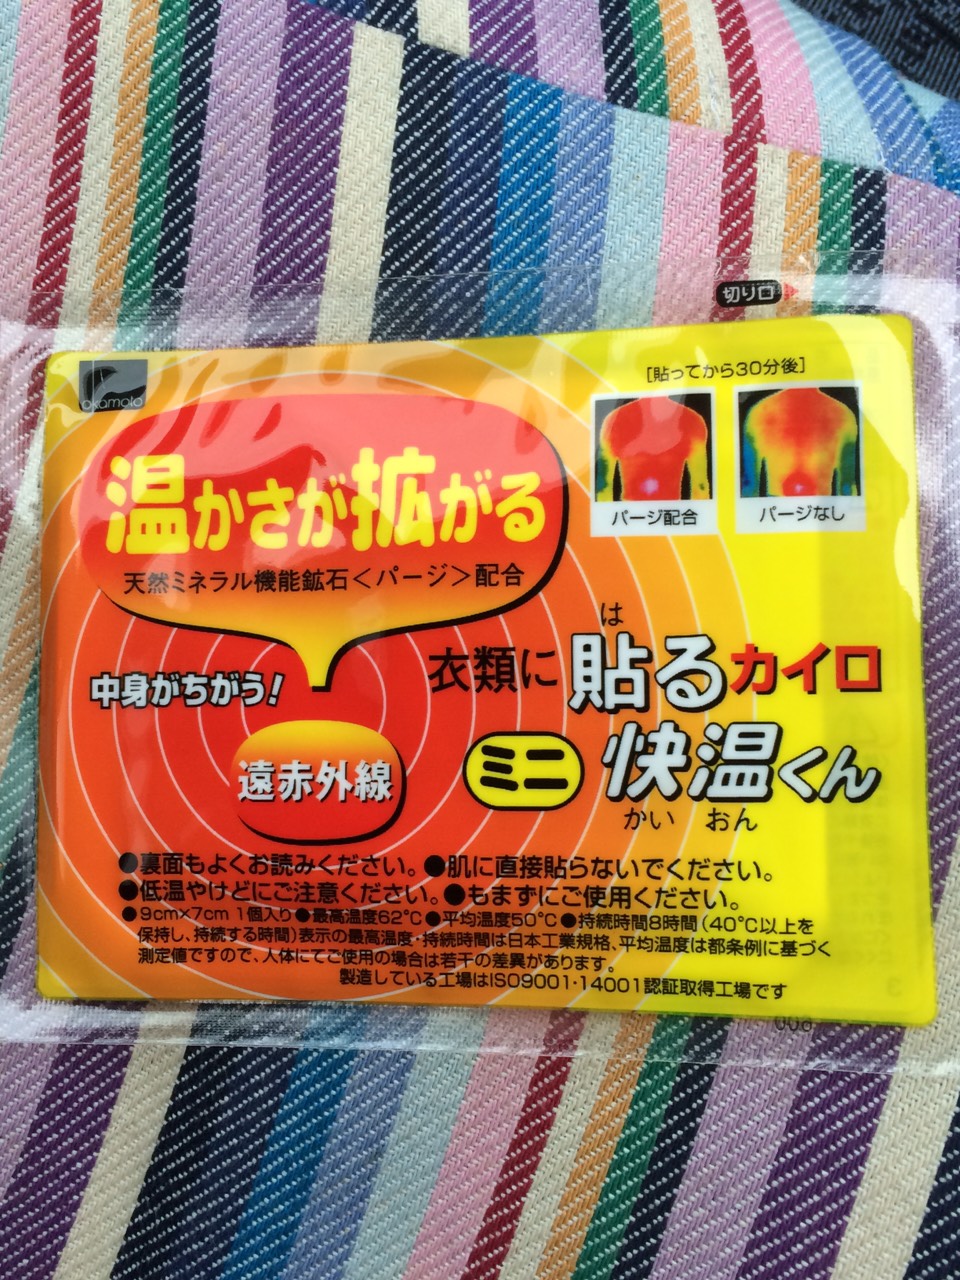 切り口
okamoto
[貼ってから30分後]
パージ配合
パージなし
温かさが拡がる
天然ミネラル機能鉱石<パージ>配合
中身がちがう!
遠赤外線
は
衣類に貼るカイロ
ミニ 快温くん
かい おん
●裏面もよくお読みください。●肌に直接貼らないでください。
●低温やけどにご注意ください。●もまずにご使用ください。
●9cm×7cm 1個入り●最高温度62℃●平均温度50℃●持続時間8時間(40℃以上を
保持し、持続する時間)表示の最高温度・持続時間は日本工業規格、平均温度は都条例に基づく
測定値ですので、人体にてご使用の場合は若干の差異があります。
製造している工場はISO9001・14001認証取得工場です